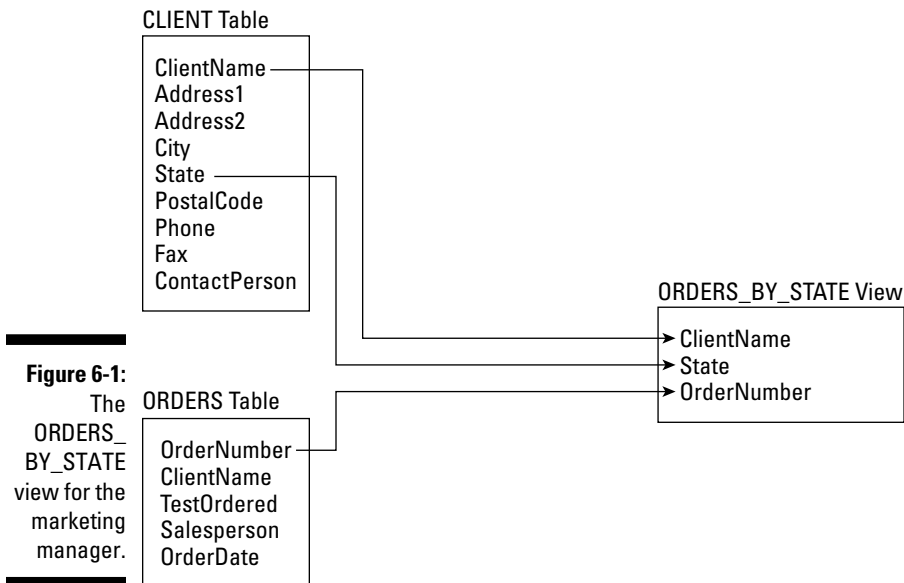 CLIENT Table
ClientName
Address1
Address2
City
State
PostalCode
Phone
Fax
ContactPerson
ORDERS_BY_STATE View
ClientName
State
OrderNumber
Figure 6-1:
The
ORDERS_
BY_STATE
view for the
marketing
manager.
ORDERS Table
OrderNumber
ClientName
TestOrdered
Salesperson
OrderDate